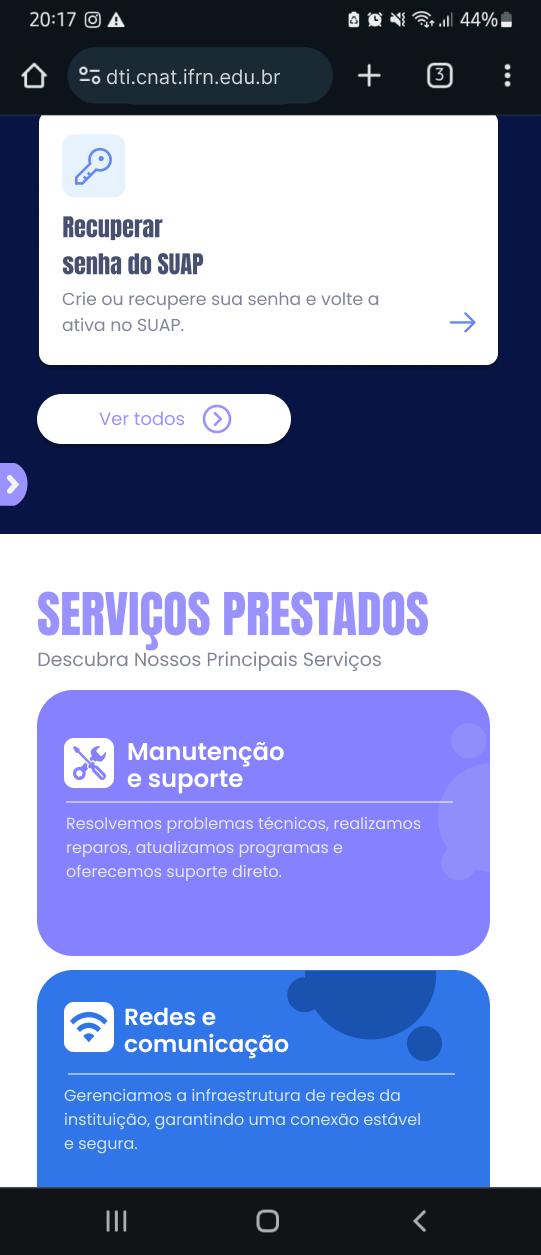 20:17
44%
dti.cnat.ifrn.edu.br
3
Recuperar
senha do SUAP
Crie ou recupere sua senha e volte a
ativa no SUAP.
Ver todos
SERVIÇOS PRESTADOS
Descubra Nossos Principais Serviços
Manutenção
e suporte
Resolvemos problemas técnicos, realizamos
reparos, atualizamos programas e
oferecemos suporte direto.
Redes e
comunicação
Gerenciamos a infraestrutura de redes da
instituição, garantindo uma conexão estável
e segura.